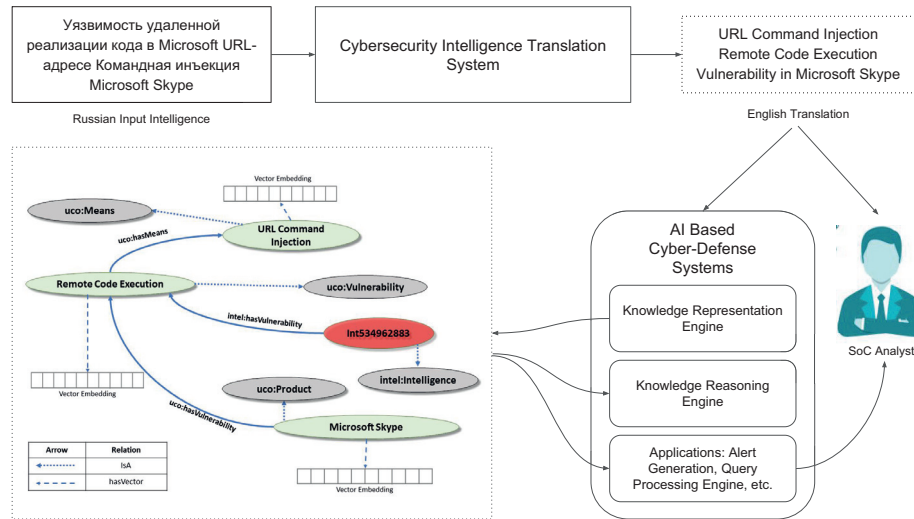 Уязвимость удаленной
реализации кода в Microsoft URL-
адресе Командная инъекция
Microsoft Skype
Russian Input Intelligence
Cybersecurity Intelligence Translation
System
URL Command Injection
Remote Code Execution
Vulnerability in Microsoft Skype
English Translation
Vector Embedding
uco:Means
URL Command
Injection
uco:hasMeans
Remote Code Execution
uco:Vulnerability
intel:hasVulnerability
Int534962883
Vector Embedding
uco:Product
intel:Intelligence
uco:hasVulnerability
Microsoft Skype
Vector Embedding
Arrow Relation
IsA
hasVector
AI Based
Cyber-Defense
Systems
Knowledge Representation
Engine
Knowledge Reasoning
Engine
Applications: Alert
Generation, Query
Processing Engine, etc.
SoC Analyst